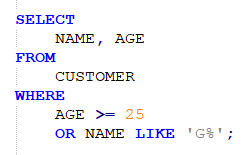 SELECT
NAME, AGE
FROM
CUSTOMER
WHERE
AGE >= 25
OR NAME LIKE 'G%';